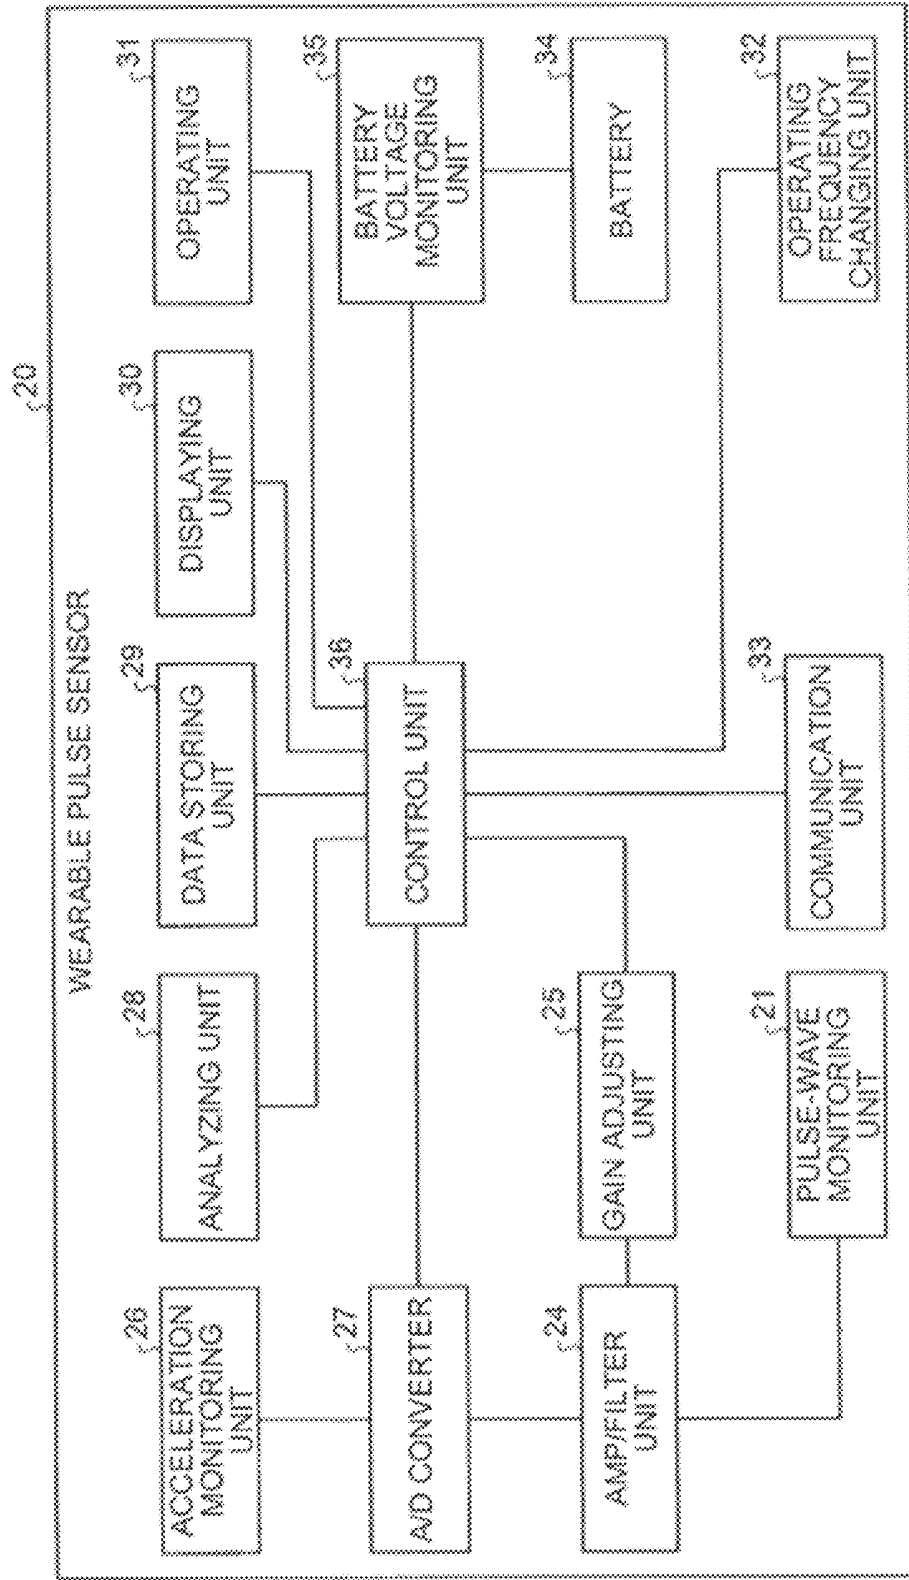 20
WEARABLE PULSE SENSOR
26
ACCELERATION
MONITORING
UNIT
28
ANALYZING UNIT
29
DATA STORING
UNIT
30
DISPLAYING
UNIT
31
OPERATING
UNIT
27
A/D CONVERTER
36
CONTROL UNIT
35
BATTERY
VOLTAGE
MONITORING
UNIT
24
AMP/FILTER
UNIT
25
GAIN ADJUSTING
UNIT
34
BATTERY
21
PULSE-WAVE
MONITORING
UNIT
33
COMMUNICATION
UNIT
32
OPERATING
FREQUENCY
CHANGING UNIT